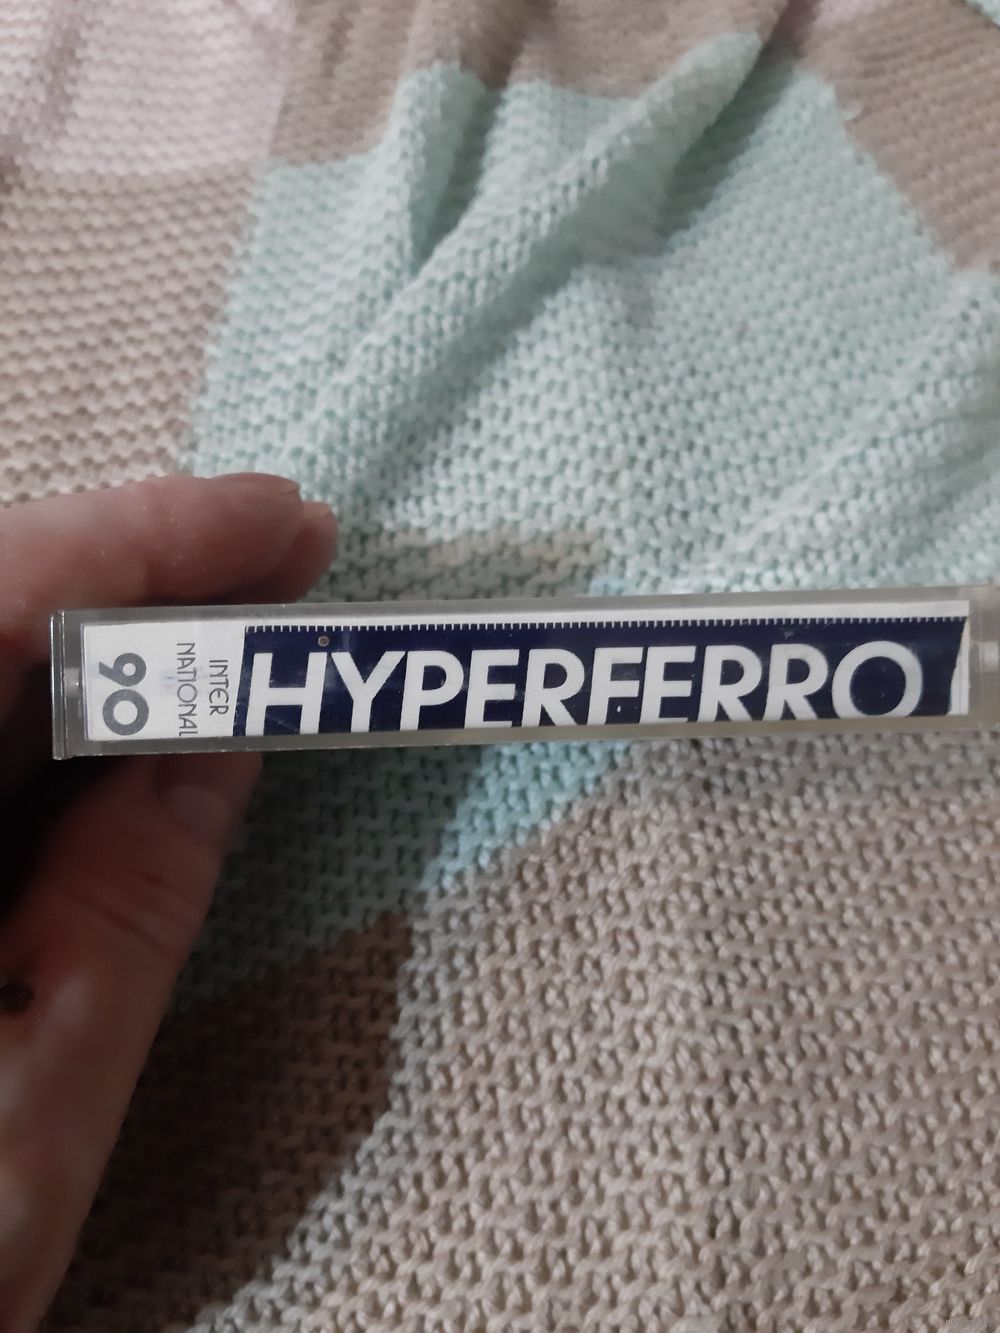 90
INTER
NATIONAL
HYPERFERRO